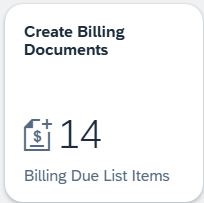 Create Billing
Documents
$ 14
Billing Due List Items